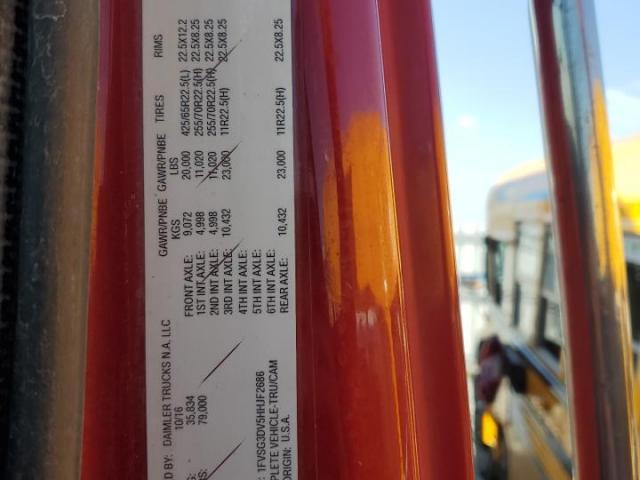 D BY: DAIMLER TRUCKS N.A. LLC
10/16
35,834
79,000
GAWR/PNBE GAWR/PNBE TIRES RIMS
KGS LBS
FRONT AXLE: 9,072 20,000 425/65R22.5(L) 22.5X12.2
1ST INT AXLE: 4,998 11,020 255/70R22.5(H) 22.5X8.25
2ND INT AXLE: 4,998 11,020 255/70R22.5(H) 22.5X8.25
3RD INT AXLE: 10,432 23,000 11R22.5(H) 22.5X8.25
4TH INT AXLE:
5TH INT AXLE:
6TH INT AXLE:
REAR AXLE: 10,432 23,000 11R22.5(H) 22.5X8.25
: 1FVSG3DV5HHJF2686
PLETE VEHICLE-TRU/CAM
ORIGIN: U.S.A.